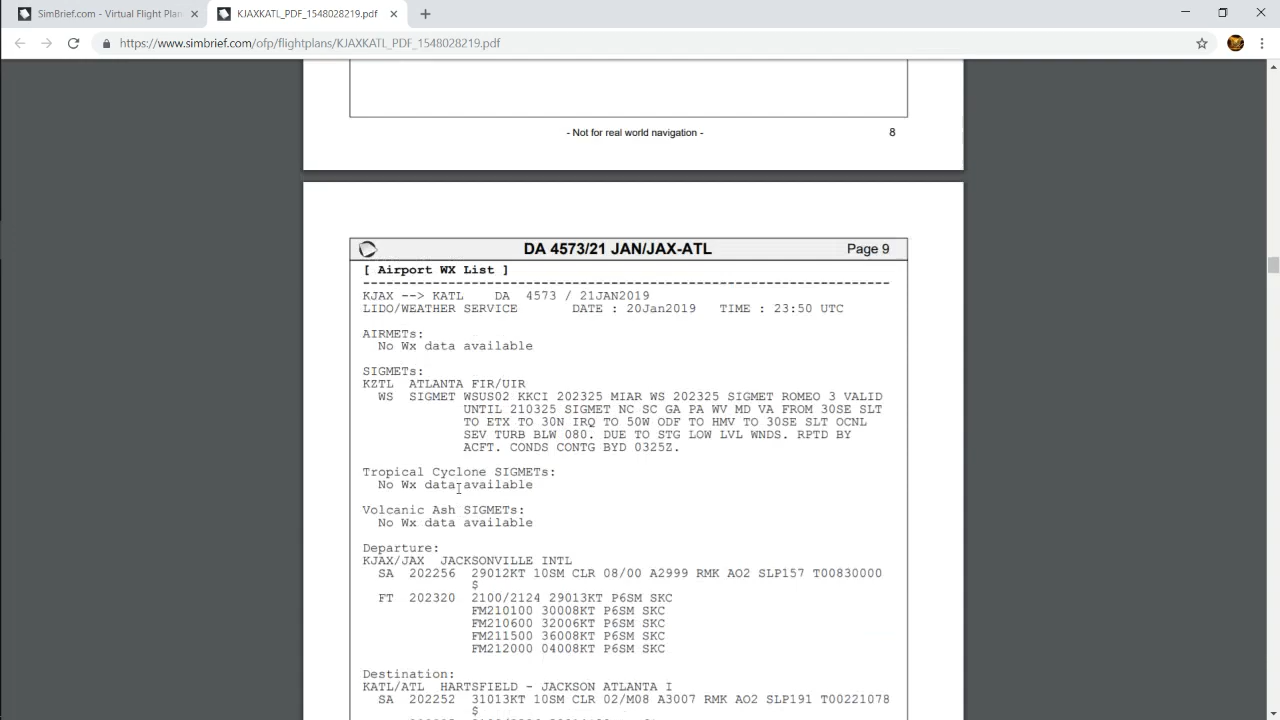 SimBrief.com - Virtual Flight Plan
KJAXKATL_PDF_1548028219.pdf
https://www.simbrief.com/ofp/flightplans/KJAXKATL_PDF_1548028219.pdf
- Not for real world navigation - 8
DA 4573/21 JAN/JAX-ATL Page 9
[ Airport WX List ]
--------------------------------------------------------------------
KJAX --> KATL DA 4573 / 21JAN2019
LIDO/WEATHER SERVICE DATE : 20Jan2019 TIME : 23:50 UTC
AIRMETs:
No Wx data available
SIGMETs:
KZTL ATLANTA FIR/UIR
WS SIGMET WSUS02 KKCI 202325 MIAR WS 202325 SIGMET ROMEO 3 VALID
UNTIL 210325 SIGMET NC SC GA PA WV MD VA FROM 30SE SLT
TO ETX TO 30N IRQ TO 50W ODF TO HMV TO 30SE SLT OCNL
SEV TURB BLW 080. DUE TO STG LOW LVL WNDS. RPTD BY
ACFT. CONDS CONTG BYD 0325Z.
Tropical Cyclone SIGMETs:
No Wx data available
Volcanic Ash SIGMETs:
No Wx data available
Departure:
KJAX/JAX JACKSONVILLE INTL
SA 202256 29012KT 10SM CLR 08/00 A2999 RMK AO2 SLP157 T00830000
$
FT 202320 2100/2124 29013KT P6SM SKC
FM210100 30008KT P6SM SKC
FM210600 32006KT P6SM SKC
FM211500 36008KT P6SM SKC
FM212000 04008KT P6SM SKC
Destination:
KATL/ATL HARTSFIELD - JACKSON ATLANTA I
SA 202252 31013KT 10SM CLR 02/M08 A3007 RMK AO2 SLP191 T00221078
$